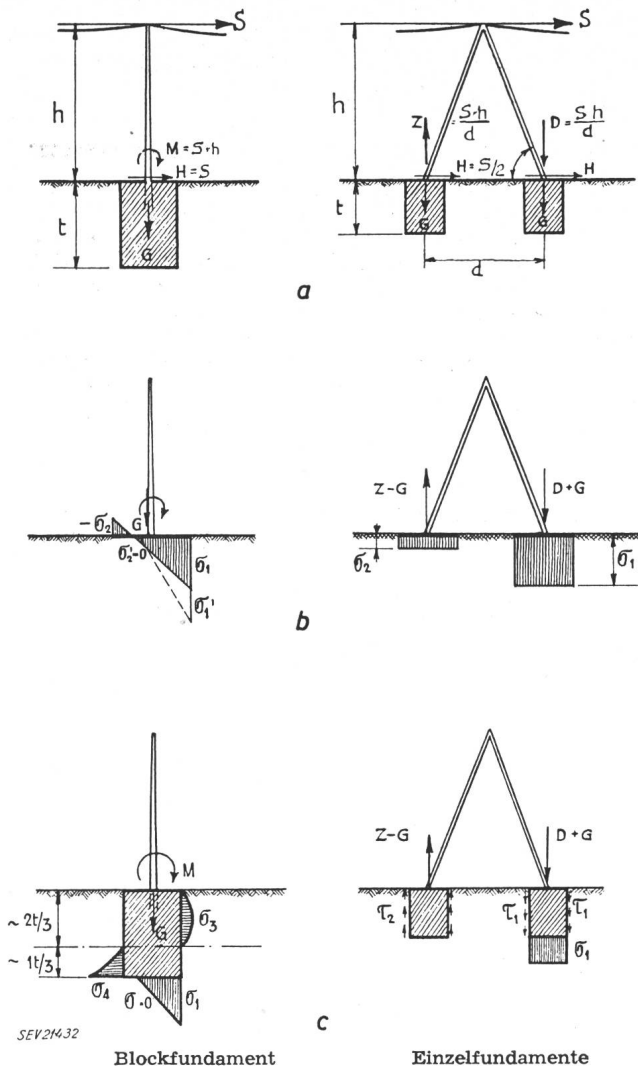 S
h
t
M = S·h
H = S
G
S
h
t
Z = S·h/d
D = S·h/d
H = S/2
H
G
G
d
a
-σ2
G
σ2'=0
σ1
σ1'
Z-G
D+G
σ2
σ1
b
M
~ 2t/3
~ 1t/3
G
σ3
σ4
σ=0
σ1
Z-G
D+G
τ2
τ1
τ1
σ1
c
SEV21432
Blockfundament
Einzelfundamente